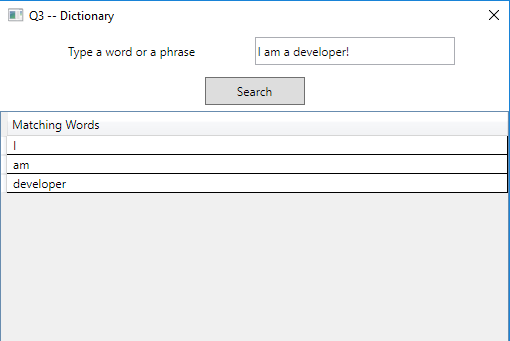 Q3 -- Dictionary
Type a word or a phrase I am a developer!
Search
Matching Words
I
am
developer